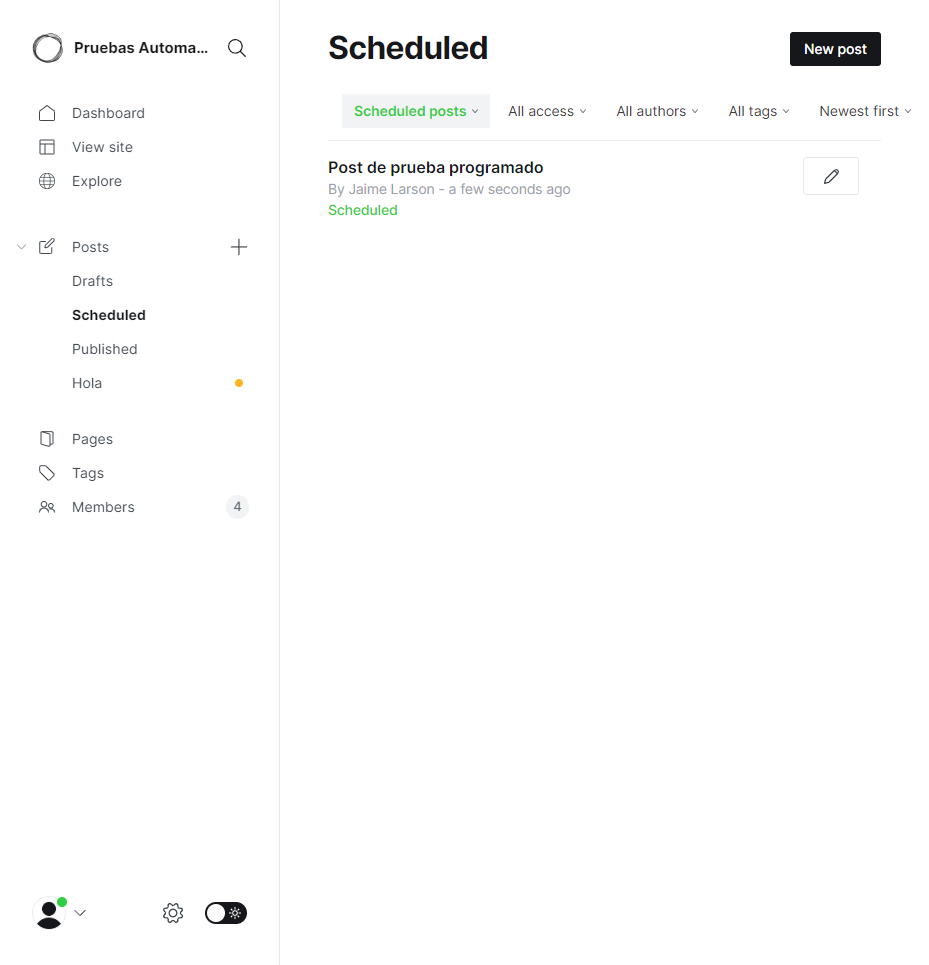 Pruebas Automa...
Dashboard
View site
Explore
Posts
Drafts
Scheduled
Published
Hola
Pages
Tags
Members 4
Scheduled
New post
Scheduled posts All access All authors All tags Newest first
Post de prueba programado
By Jaime Larson - a few seconds ago
Scheduled